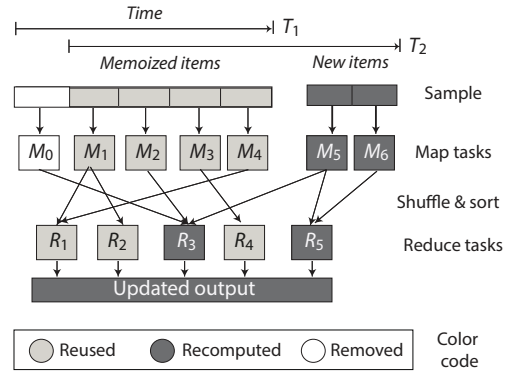 Time
T1
T2
Memoized items
New items
Sample
M0 M1 M2 M3 M4 M5 M6
Map tasks
Shuffle & sort
R1 R2 R3 R4 R5
Reduce tasks
Updated output
Reused Recomputed Removed
Color
code